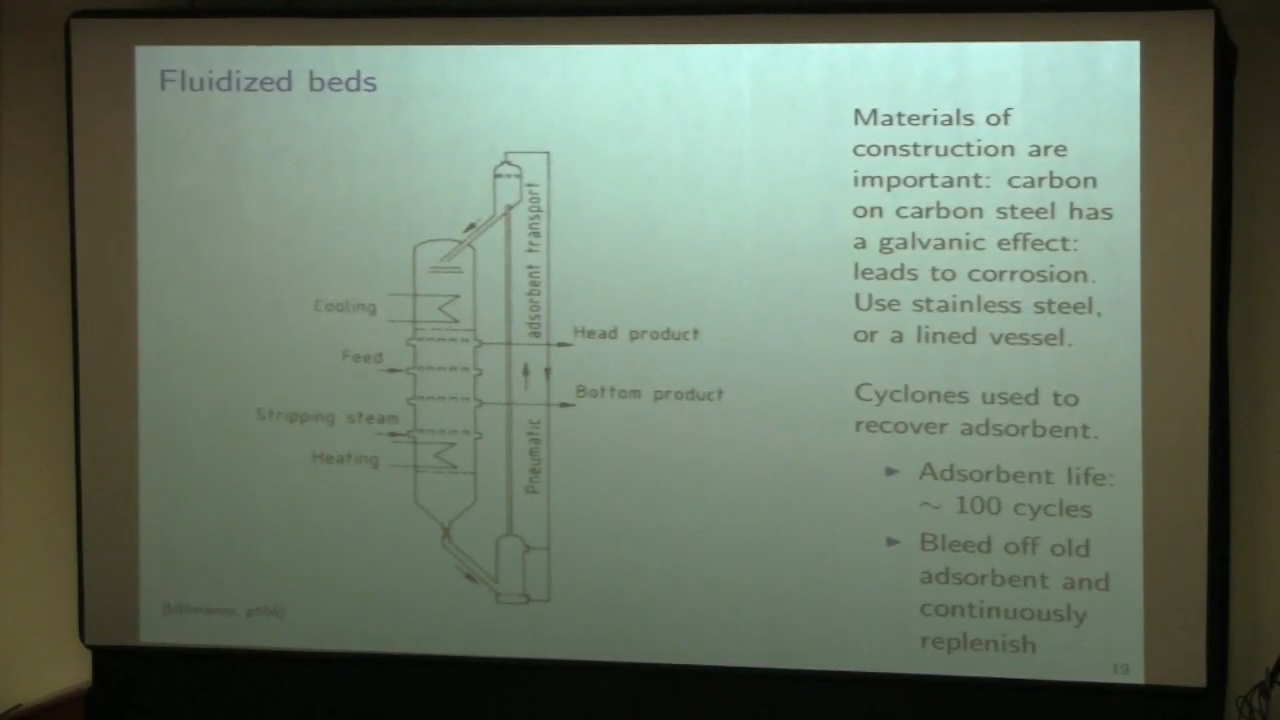 Fluidized beds
Materials of
construction are
important: carbon
on carbon steel has
a galvanic effect:
leads to corrosion.
Use stainless steel,
or a lined vessel.
Cyclones used to
recover adsorbent.
► Adsorbent life:
∼ 100 cycles
► Bleed off old
adsorbent and
continuously
replenish
Cooling
Feed
Stripping steam
Heating
Pneumatic adsorbent transport
Head product
Bottom product
19